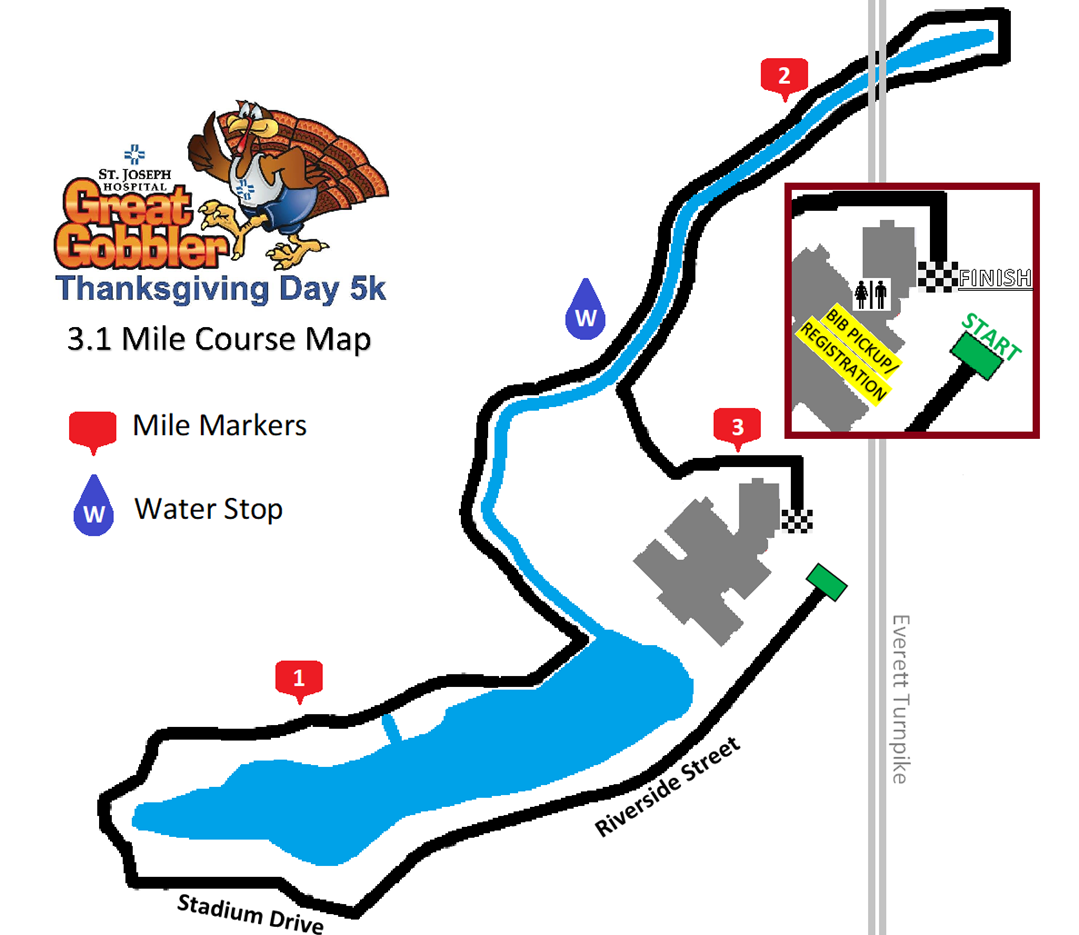 ST. JOSEPH
HOSPITAL
Great
Gobbler
Thanksgiving Day 5k
3.1 Mile Course Map
Mile Markers
W
Water Stop
2
W
FINISH
START
BIB PICKUP/
REGISTRATION
3
1
Everett Turnpike
Riverside Street
Stadium Drive